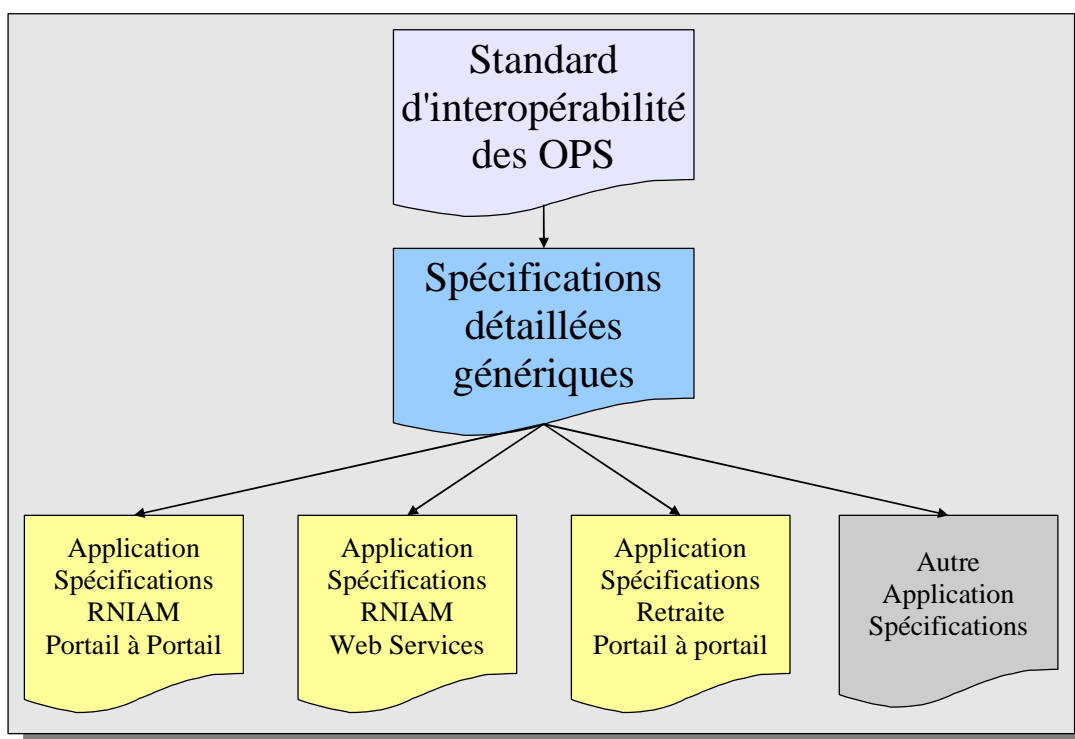 Standard
d'interopérabilité
des OPS
Spécifications
détaillées
génériques
Application
Spécifications
RNIAM
Portail à Portail
Application
Spécifications
RNIAM
Web Services
Application
Spécifications
Retraite
Portail à portail
Autre
Application
Spécifications